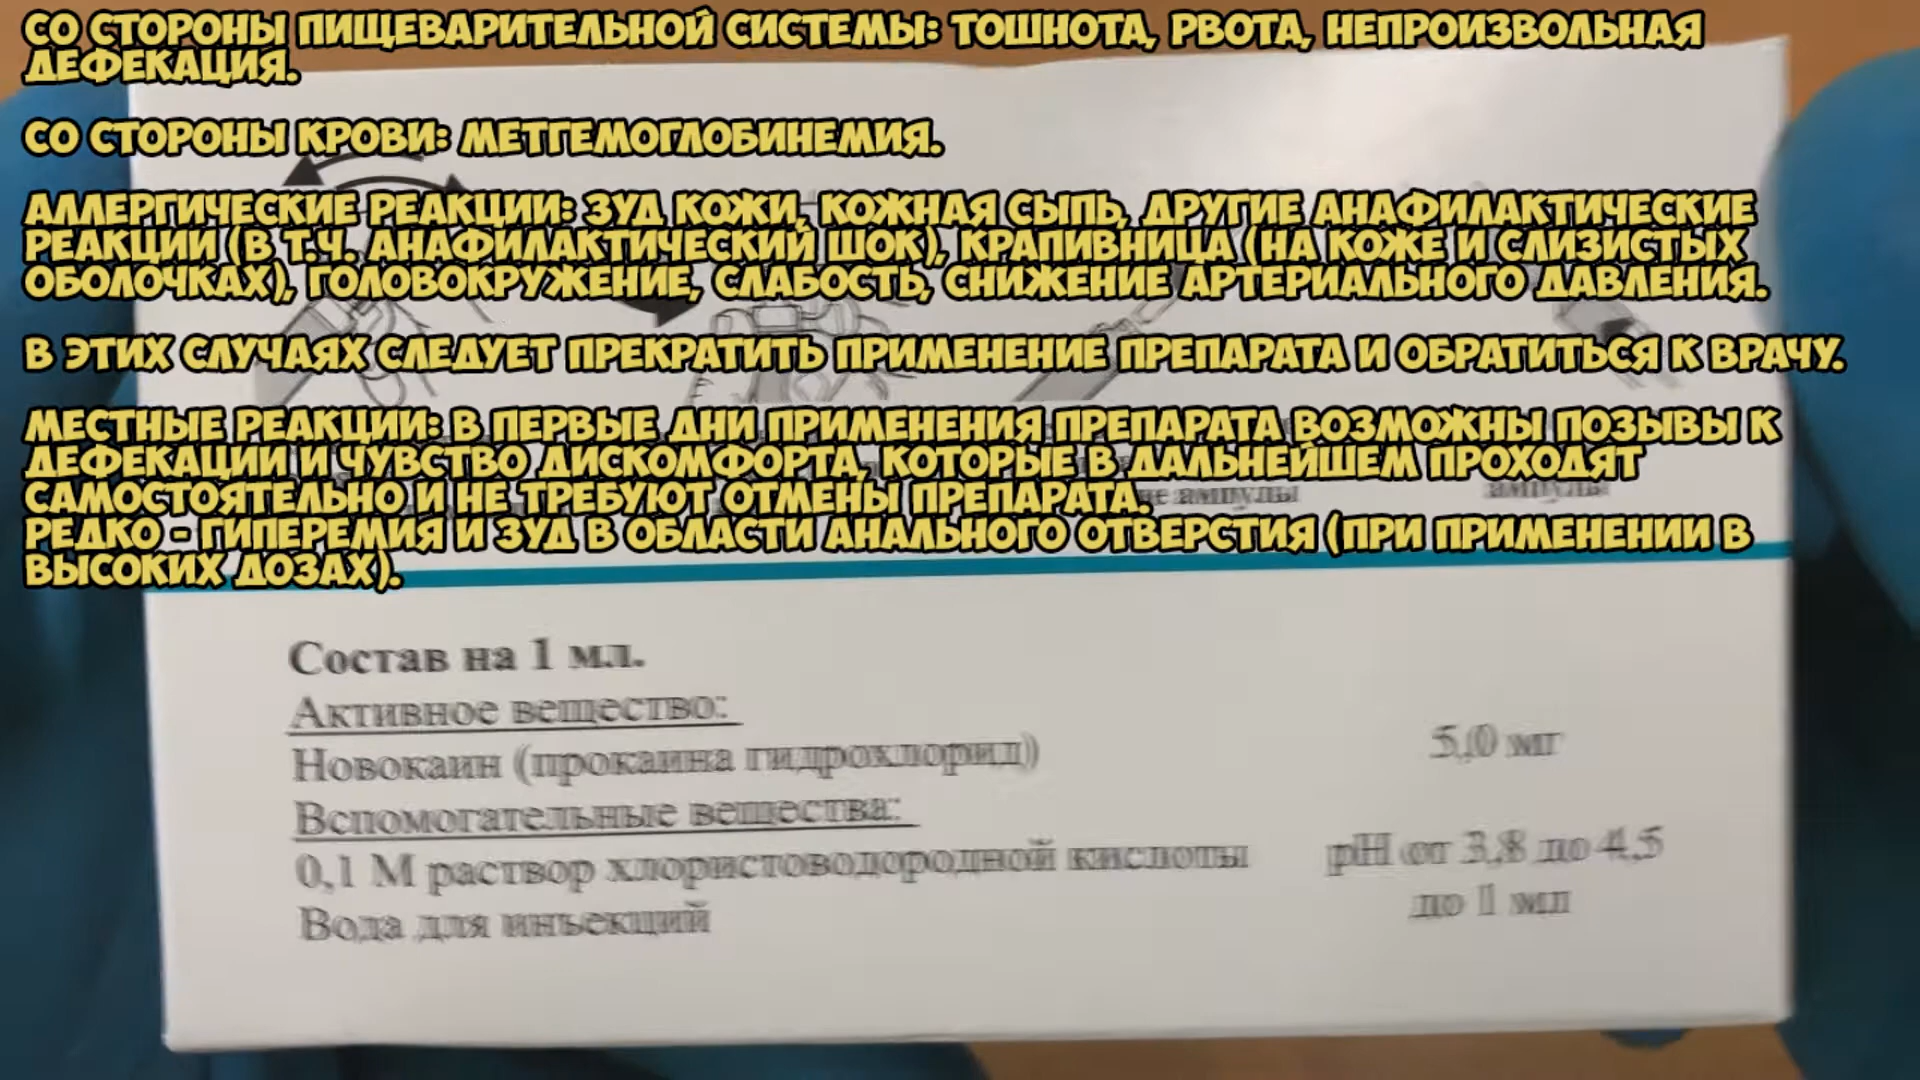 СО СТОРОНЫ ПИЩЕВАРИТЕЛЬНОЙ СИСТЕМЫ: ТОШНОТА, РВОТА, НЕПРОИЗВОЛЬНАЯ
ДЕФЕКАЦИЯ.
СО СТОРОНЫ КРОВИ: МЕТГЕМОГЛОБИНЕМИЯ.
АЛЛЕРГИЧЕСКИЕ РЕАКЦИИ: ЗУД КОЖИ, КОЖНАЯ СЫПЬ, ДРУГИЕ АНАФИЛАКТИЧЕСКИЕ
РЕАКЦИИ (В Т.Ч. АНАФИЛАКТИЧЕСКИЙ ШОК), КРАПИВНИЦА (НА КОЖЕ И СЛИЗИСТЫХ
ОБОЛОЧКАХ), ГОЛОВОКРУЖЕНИЕ, СЛАБОСТЬ, СНИЖЕНИЕ АРТЕРИАЛЬНОГО ДАВЛЕНИЯ.
В ЭТИХ СЛУЧАЯХ СЛЕДУЕТ ПРЕКРАТИТЬ ПРИМЕНЕНИЕ ПРЕПАРАТА И ОБРАТИТЬСЯ К ВРАЧУ.
МЕСТНЫЕ РЕАКЦИИ: В ПЕРВЫЕ ДНИ ПРИМЕНЕНИЯ ПРЕПАРАТА ВОЗМОЖНЫ ПОЗЫВЫ К
ДЕФЕКАЦИИ И ЧУВСТВО ДИСКОМФОРТА, КОТОРЫЕ В ДАЛЬНЕЙШЕМ ПРОХОДЯТ
САМОСТОЯТЕЛЬНО И НЕ ТРЕБУЮТ ОТМЕНЫ ПРЕПАРАТА.
ампулы ампулы
РЕДКО - ГИПЕРЕМИЯ И ЗУД В ОБЛАСТИ АНАЛЬНОГО ОТВЕРСТИЯ (ПРИ ПРИМЕНЕНИИ В
ВЫСОКИХ ДОЗАХ).
Состав на 1 мл.
Активное вещество:
Новокаин (прокаина гидрохлорид) 5,0 мг
Вспомогательные вещества:
0,1 М раствор хлористоводородной кислоты pH от 3,8 до 4,5
Вода для инъекций до 1 мл